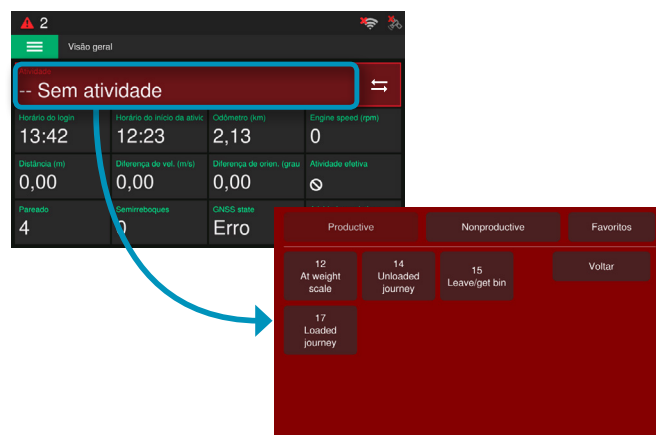 2
Visão geral
Atividade
-- Sem atividade
Horário do login
Horário do início da ativic
Odômetro (km)
Engine speed (rpm)
13:42
12:23
2,13
0
Distância (m)
Diferença de vel. (m/s)
Diferença de orien. (grau
Atividade efetiva
0,00
0,00
0,00
Pareado
Semirreboques
GNSS state
4
0
Erro
Productive
Nonproductive
Favoritos
12
At weight
scale
14
Unloaded
journey
15
Leave/get bin
Voltar
17
Loaded
journey